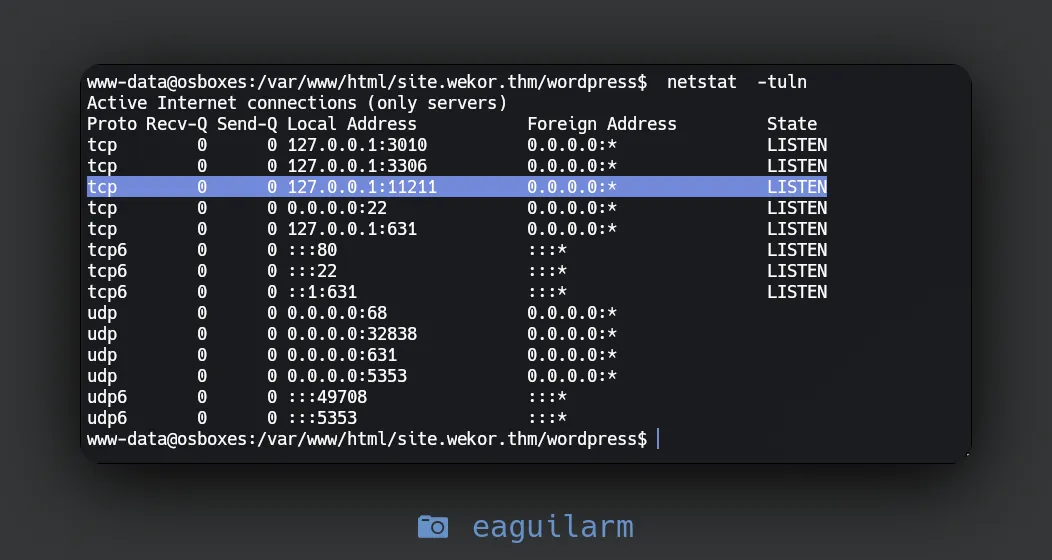 www-data@osboxes:/var/www/html/site.wekor.thm/wordpress$  netstat  -tuln
Active Internet connections (only servers)
Proto Recv-Q Send-Q Local Address           Foreign Address         State
tcp        0      0 127.0.0.1:3010          0.0.0.0:*               LISTEN
tcp        0      0 127.0.0.1:3306          0.0.0.0:*               LISTEN
tcp        0      0 127.0.0.1:11211         0.0.0.0:*               LISTEN
tcp        0      0 0.0.0.0:22              0.0.0.0:*               LISTEN
tcp        0      0 127.0.0.1:631           0.0.0.0:*               LISTEN
tcp6       0      0 :::80                   :::*                    LISTEN
tcp6       0      0 :::22                   :::*                    LISTEN
tcp6       0      0 ::1:631                 :::*                    LISTEN
udp        0      0 0.0.0.0:68              0.0.0.0:*
udp        0      0 0.0.0.0:32838           0.0.0.0:*
udp        0      0 0.0.0.0:631             0.0.0.0:*
udp        0      0 0.0.0.0:5353            0.0.0.0:*
udp6       0      0 :::49708                :::*
udp6       0      0 :::5353                 :::*
www-data@osboxes:/var/www/html/site.wekor.thm/wordpress$
eaguilarm